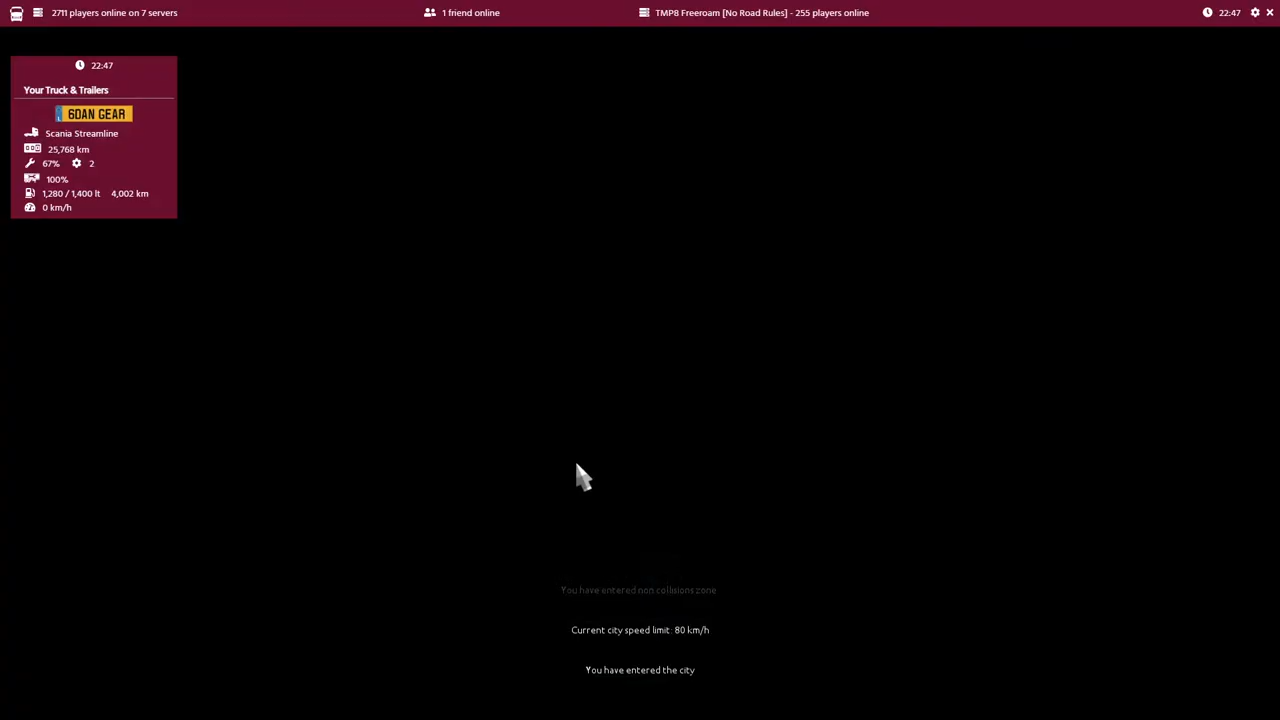 2711 players online on 7 servers
1 friend online
TMP8 Freeroam [No Road Rules] - 255 players online
22:47
22:47
Your Truck & Trailers
L 6DAN GEAR
Scania Streamline
25,768 km
67% 2
100%
1,280 / 1,400 lt 4,002 km
0 km/h
You have entered non collisions zone
Current city speed limit: 80 km/h
You have entered the city